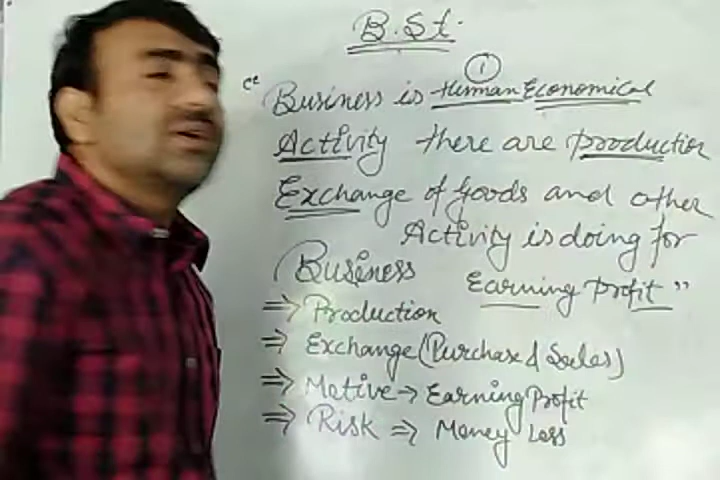 B.St.
①
" Business is Human Economical
Activity there are production
Exchange of goods and other
Activity is doing for
Earning Profit "
Business
⇒ Production
⇒ Exchange (Purchase & Sales)
⇒ Motive → Earning Profit
⇒ Risk ⇒ Money Loss